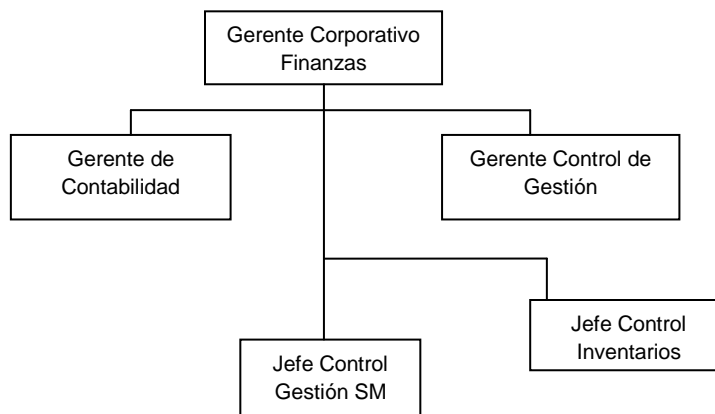 Gerente Corporativo
Finanzas
Gerente de
Contabilidad
Gerente Control de
Gestión
Jefe Control
Inventarios
Jefe Control
Gestión SM